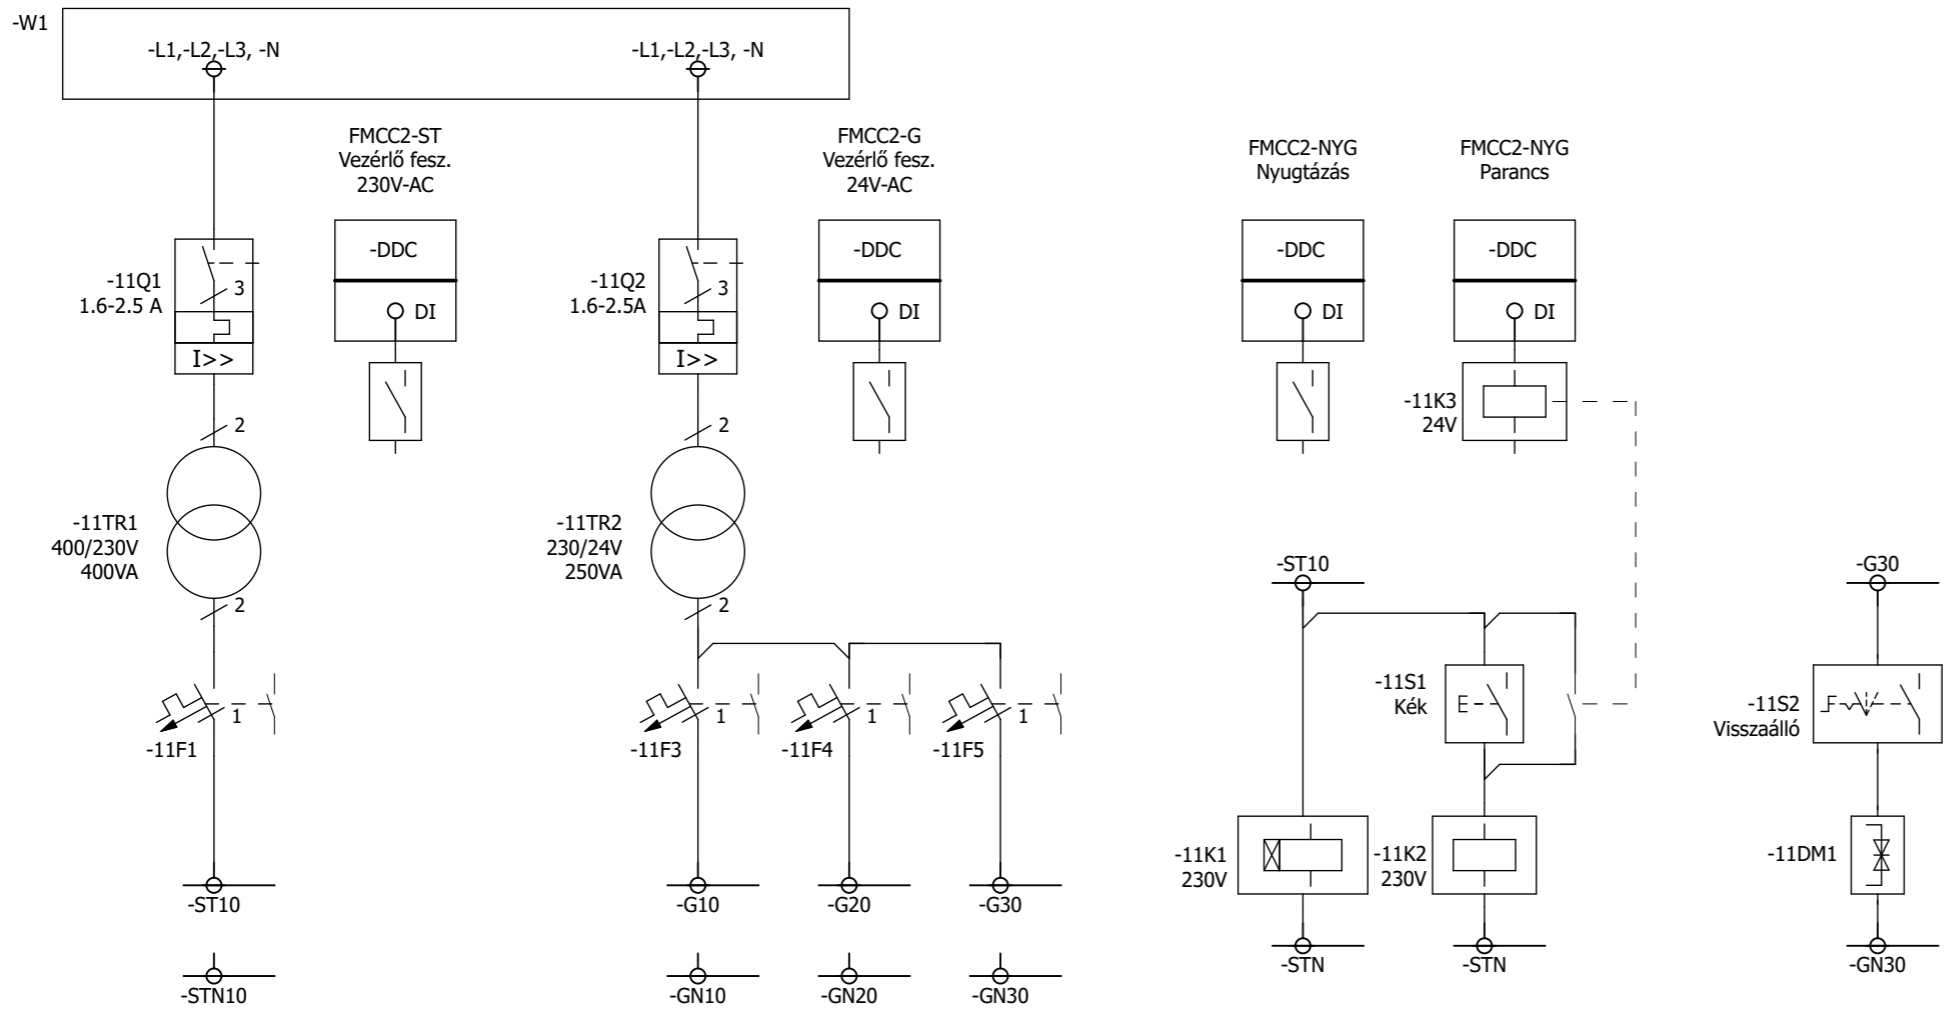 -W1
-L1,-L2,-L3, -N
-L1,-L2,-L3, -N
FMCC2-ST
Vezérlő fesz.
230V-AC
FMCC2-G
Vezérlő fesz.
24V-AC
FMCC2-NYG
Nyugtázás
FMCC2-NYG
Parancs
-11Q1
1.6-2.5 A
3
I>>
-DDC
DI
-11Q2
1.6-2.5A
3
I>>
-DDC
DI
-DDC
DI
-DDC
DI
-11K3
24V
2
-11TR1
400/230V
400VA
2
2
-11TR2
230/24V
250VA
2
-ST10
-G30
1
-11F1
1
-11F3
1
-11F4
1
-11F5
-11S1
Kék
E
-11S2
Visszaálló
-11K1
230V
-11K2
230V
-11DM1
-ST10
-G10
-G20
-G30
-STN
-STN
-GN30
-STN10
-GN10
-GN20
-GN30